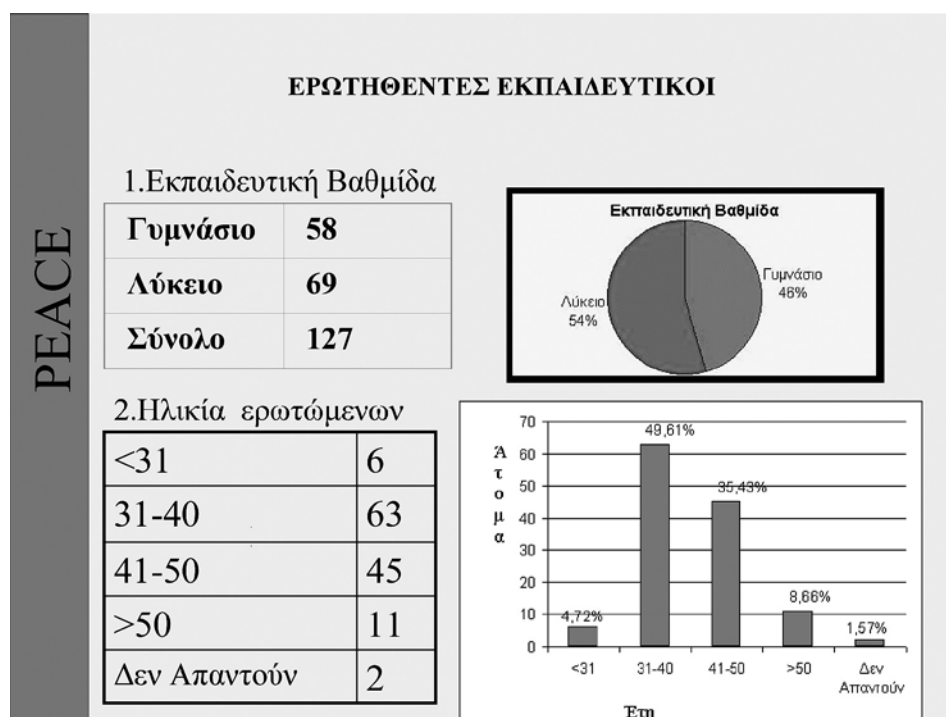 PEACE
ΕΡΩΤΗΘΕΝΤΕΣ ΕΚΠΑΙΔΕΥΤΙΚΟΙ
1.Εκπαιδευτική Βαθμίδα
Γυμνάσιο 58
Λύκειο 69
Σύνολο 127
Εκπαιδευτική Βαθμίδα
Γυμνάσιο
46%
Λύκειο
54%
2.Ηλικία ερωτώμενων
<31 6
31-40 63
41-50 45
>50 11
Δεν Απαντούν 2
Άτομα
70
60
50
40
30
20
10
0
4,72%
49,61%
35,43%
8,66%
1,57%
<31 31-40 41-50 >50 Δεν
Απαντούν
Έτη